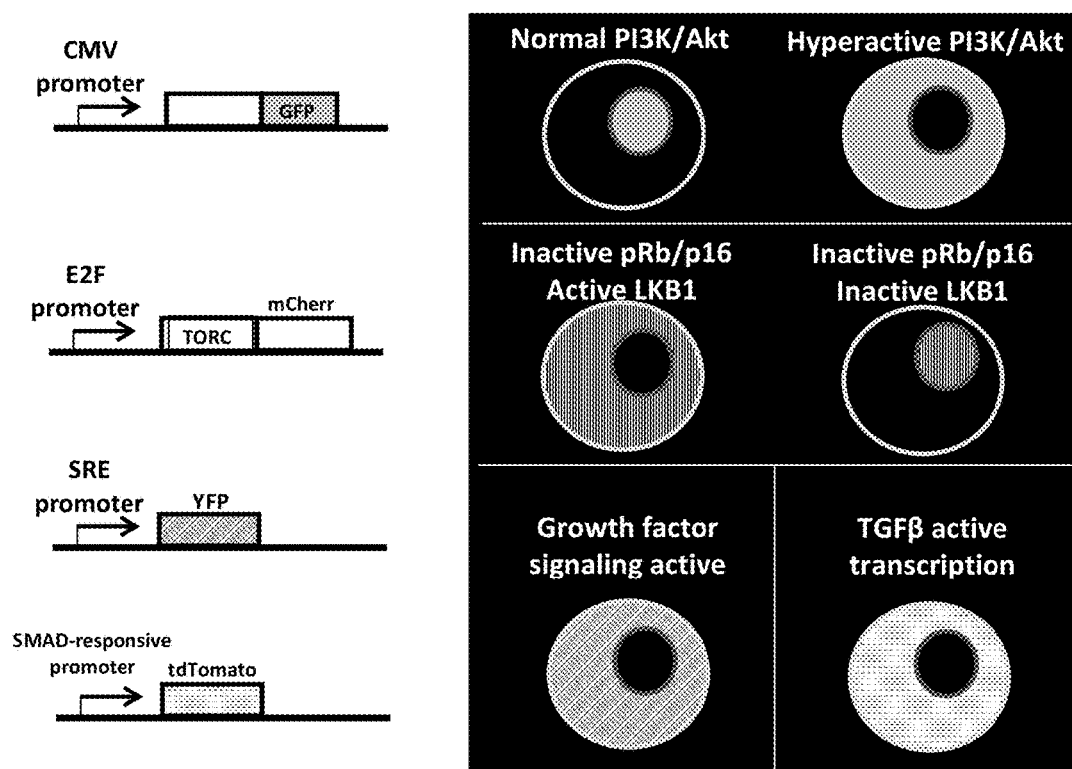 CMV
promoter
GFP
Normal PI3K/Akt
Hyperactive PI3K/Akt
E2F
promoter
TORC
mCherr
Inactive pRb/p16
Active LKB1
Inactive pRb/p16
Inactive LKB1
SRE
promoter
YFP
Growth factor
signaling active
TGFβ active
transcription
SMAD-responsive
promoter
tdTomato